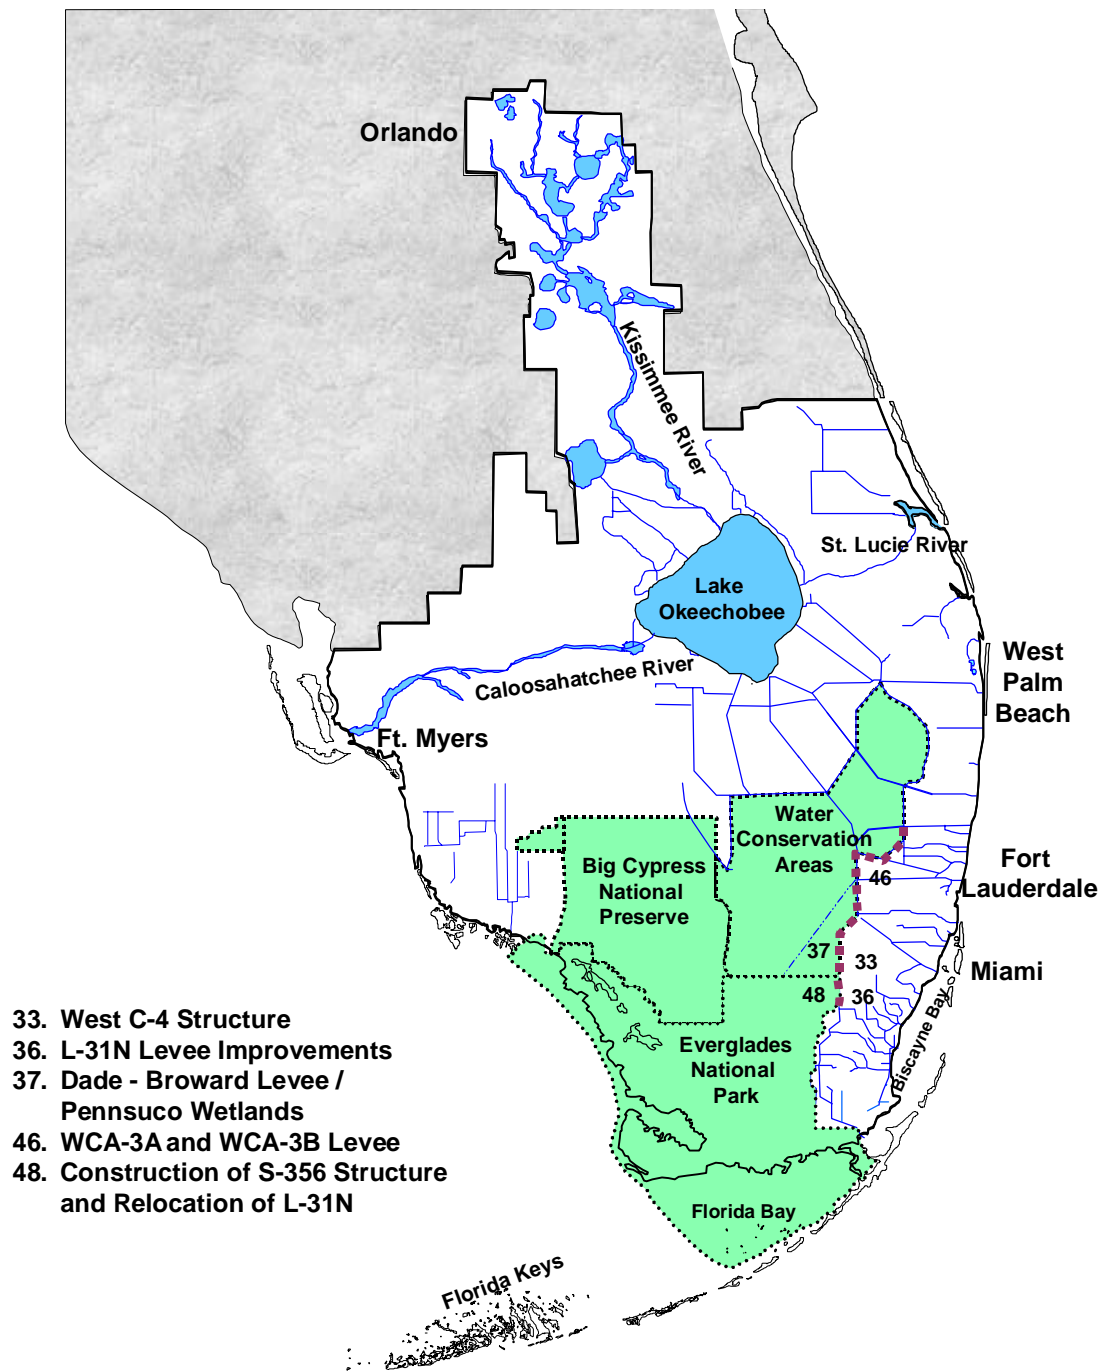 Orlando
Kissimmee River
St. Lucie River
Lake
Okeechobee
Caloosahatchee River
West
Palm
Beach
Ft. Myers
Water
Conservation
Areas
Big Cypress
National
Preserve
46
Fort
Lauderdale
37
33
Miami
48
36
Biscayne Bay
Everglades
National
Park
Florida Bay
Florida Keys
33. West C-4 Structure
36. L-31N Levee Improvements
37. Dade - Broward Levee /
Pennsuco Wetlands
46. WCA-3A and WCA-3B Levee
48. Construction of S-356 Structure
and Relocation of L-31N